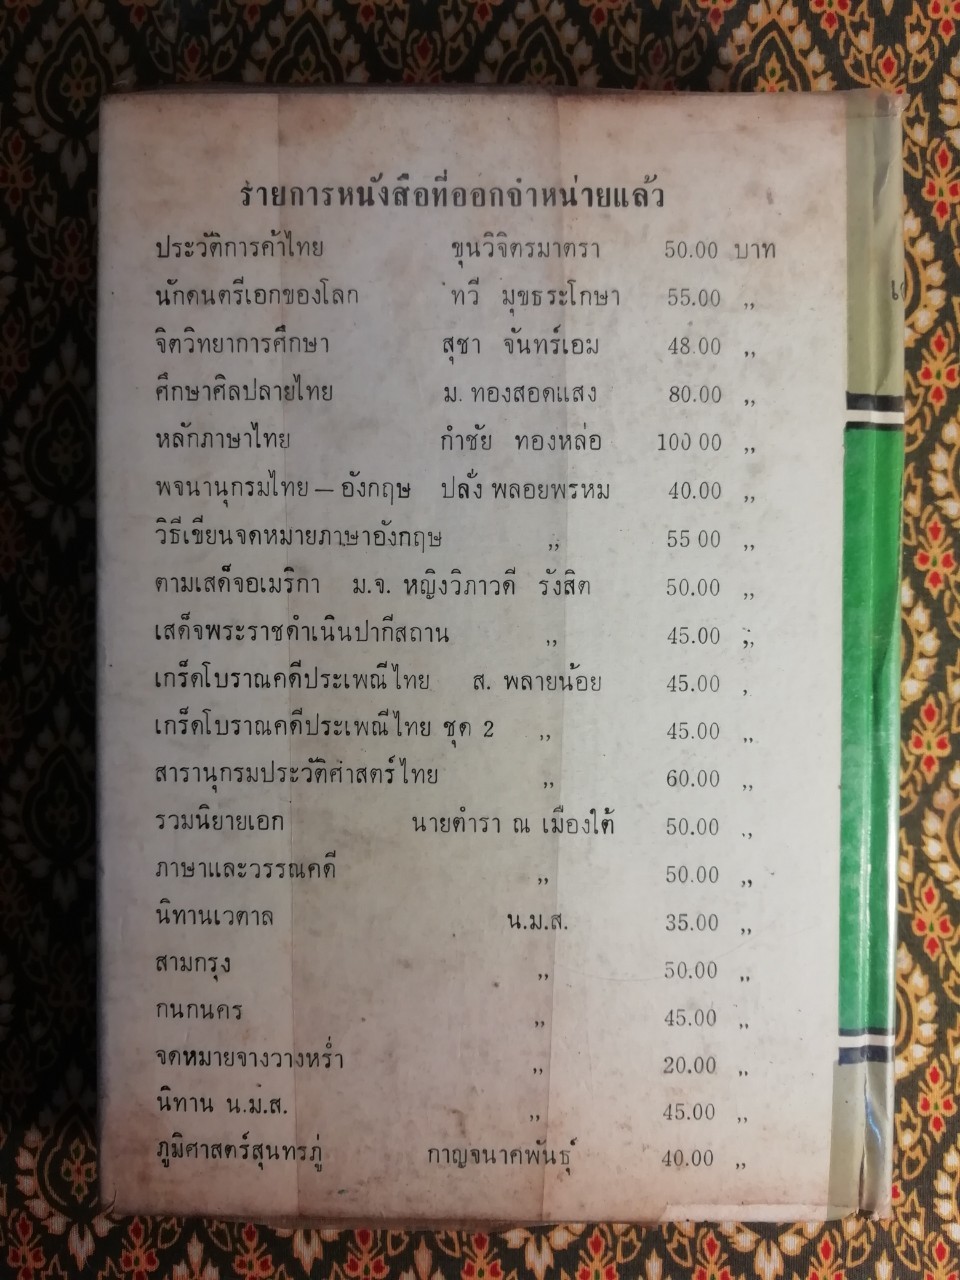 รายการหนังสือที่ออกจำหน่ายแล้ว
ประวัติการค้าไทย ขุนวิจิตรมาตรา 50.00 บาท
นักดนตรีเอกของโลก ทวี มุขธระโกษา 55.00 ,,
จิตวิทยาการศึกษา สุชา จันทร์เอม 48.00 ,,
ศึกษาศิลปลายไทย ม. ทองสอดแสง 80.00 ,,
หลักภาษาไทย กำชัย ทองหล่อ 100 00 ,,
พจนานุกรมไทย – อังกฤษ ปลั่ง พลอยพรหม 40.00 ,,
วิธีเขียนจดหมายภาษาอังกฤษ ,, 55 00 ,,
ตามเสด็จอเมริกา ม.จ. หญิงวิภาวดี รังสิต 50.00 ,,
เสด็จพระราชดำเนินปากีสถาน ,, 45.00 ,,
เกร็ดโบราณคดีประเพณีไทย ส. พลายน้อย 45.00 ,
เกร็ดโบราณคดีประเพณีไทย ชุด 2 ,, 45.00 ,,
สารานุกรมประวัติศาสตร์ไทย ,, 60.00 ,,
รวมนิยายเอก นายตำรา ณ เมืองใต้ 50.00 ,,
ภาษาและวรรณคดี ,, 50.00 ,,
นิทานเวตาล น.ม.ส. 35.00 ,,
สามกรุง ,, 50.00 ,,
กนกนคร ,, 45.00 ,,
จดหมายจางวางหร่ำ ,, 20.00 ,,
นิทาน น.ม.ส. ,, 45.00 ,,
ภูมิศาสตร์สุนทรภู่ กาญจนาคพันธุ์ 40.00 ,,